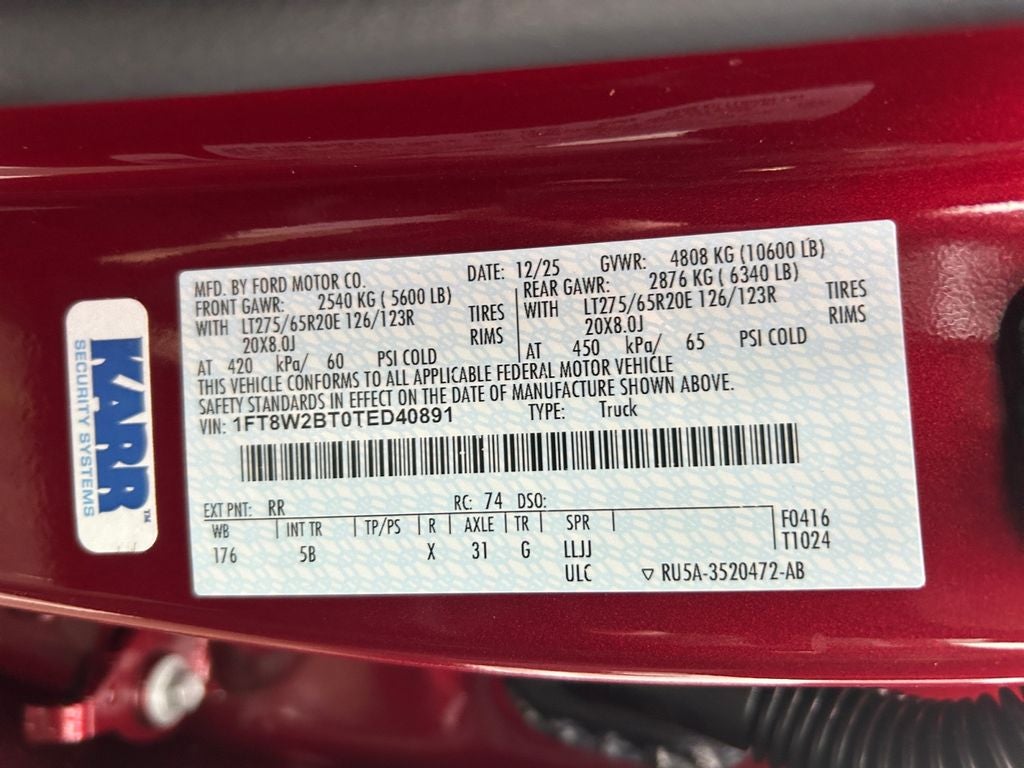 KARR™
SECURITY SYSTEMS
MFD. BY FORD MOTOR CO. DATE: 12/25 GVWR: 4808 KG (10600 LB)
FRONT GAWR: 2540 KG ( 5600 LB) REAR GAWR: 2876 KG ( 6340 LB)
WITH LT275/65R20E 126/123R TIRES WITH LT275/65R20E 126/123R TIRES
20X8.0J RIMS 20X8.0J RIMS
AT 420 kPa/ 60 PSI COLD AT 450 kPa/ 65 PSI COLD
THIS VEHICLE CONFORMS TO ALL APPLICABLE FEDERAL MOTOR VEHICLE
SAFETY STANDARDS IN EFFECT ON THE DATE OF MANUFACTURE SHOWN ABOVE.
VIN: 1FT8W2BT0TED40891 TYPE: Truck
EXT PNT: RR RC: 74 DSO:
WB INT TR TP/PS R AXLE TR SPR F0416
176 5B X 31 G LLJJ T1024
ULC ▽ RU5A-3520472-AB